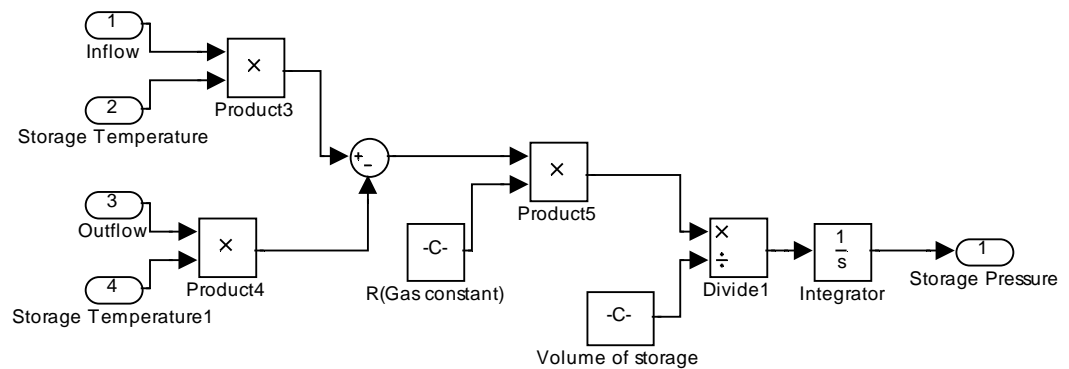 1
Inflow
2
Storage Temperature
×
Product3
+
−
3
Outflow
4
Storage Temperature1
×
Product4
-C-
R(Gas constant)
×
Product5
-C-
Volume of storage
×
÷
Divide1
1
s
Integrator
1
Storage Pressure